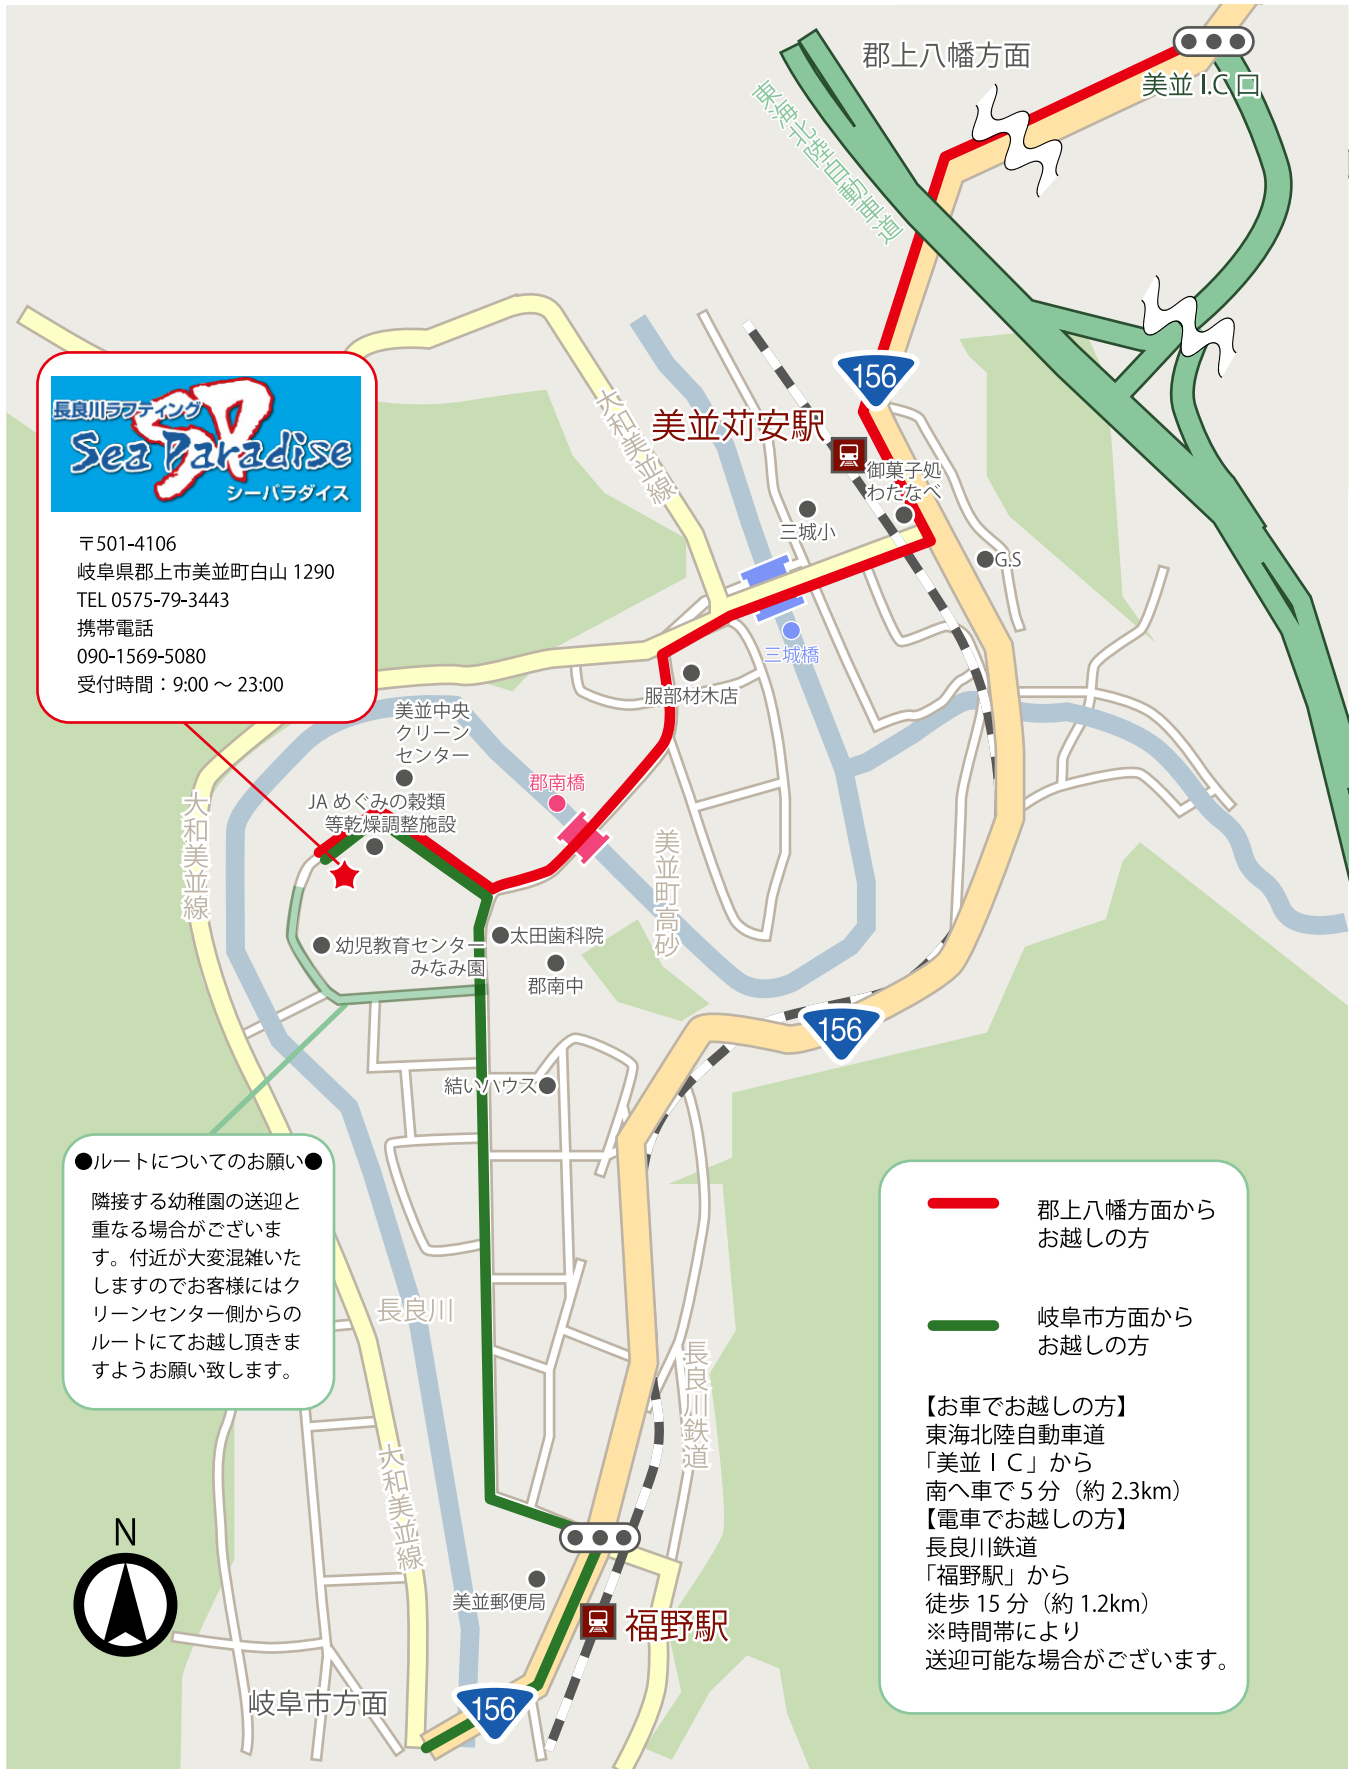 郡上八幡方面
美並 I.C 口
東海北陸自動車道
156
美並苅安駅
御菓子処
わたなべ
三城小
G.S
大和美並線
三城橋
服部材木店
長良川ラフティング
SP
Sea Paradise
シーパラダイス
〒501-4106
岐阜県郡上市美並町白山 1290
TEL 0575-79-3443
携帯電話
090-1569-5080
受付時間：9:00 ～ 23:00
美並中央
クリーン
センター
郡南橋
JA めぐみの穀類
等乾燥調整施設
大和美並線
美並町高砂
太田歯科院
幼児教育センター
みなみ園
郡南中
156
結いハウス
●ルートについてのお願い●
隣接する幼稚園の送迎と
重なる場合がございま
す。付近が大変混雑いた
しますのでお客様にはク
リーンセンター側からの
ルートにてお越し頂きま
すようお願い致します。
長良川
長良川鉄道
大和美並線
N
美並郵便局
福野駅
岐阜市方面
156
郡上八幡方面から
お越しの方
岐阜市方面から
お越しの方
【お車でお越しの方】
東海北陸自動車道
「美並ＩＣ」から
南へ車で 5 分（約 2.3km）
【電車でお越しの方】
長良川鉄道
「福野駅」から
徒歩 15 分（約 1.2km）
※時間帯により
送迎可能な場合がございます。